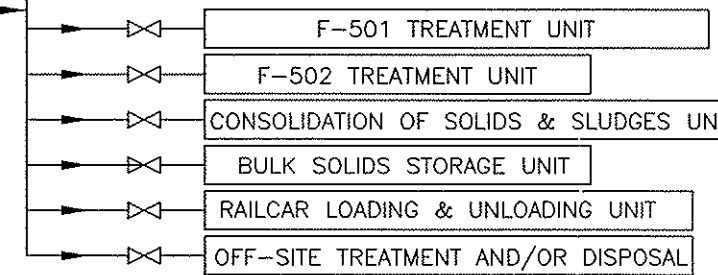 F-501 TREATMENT UNIT
F-502 TREATMENT UNIT
CONSOLIDATION OF SOLIDS & SLUDGES UN
BULK SOLIDS STORAGE UNIT
RAILCAR LOADING & UNLOADING UNIT
OFF-SITE TREATMENT AND/OR DISPOSAL